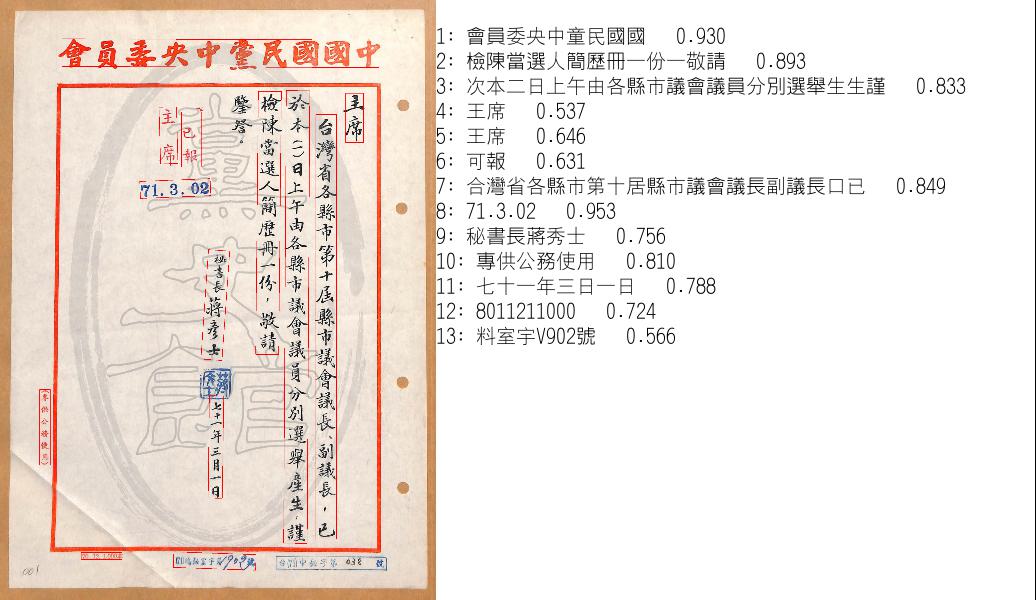 中國國民黨中央委員會
主席
台灣省各縣市第十屆縣市議會議長、副議長,已
於本(一)日上午由各縣市議會議員分別選舉產生,謹
檢陳當選人簡歷冊一份,敬請
鑒詧。
已報
主席
71.3.02
秘書長 蔣彥士
七十一年三月一日
(專供公務使用)
台 中 字第 038 號
001
黨史館
1: 會員委央中童民國國 0.930
2: 檢陳當選人簡歷冊一份一敬請 0.893
3: 次本二日上午由各縣市議會議員分別選舉生生謹 0.833
4: 王席 0.537
5: 王席 0.646
6: 可報 0.631
7: 合灣省各縣市第十居縣市議會議長副議長口已 0.849
8: 71.3.02 0.953
9: 秘書長蔣秀士 0.756
10: 專供公務使用 0.810
11: 七十一年三日一日 0.788
12: 8011211000 0.724
13: 料室宇V902號 0.566